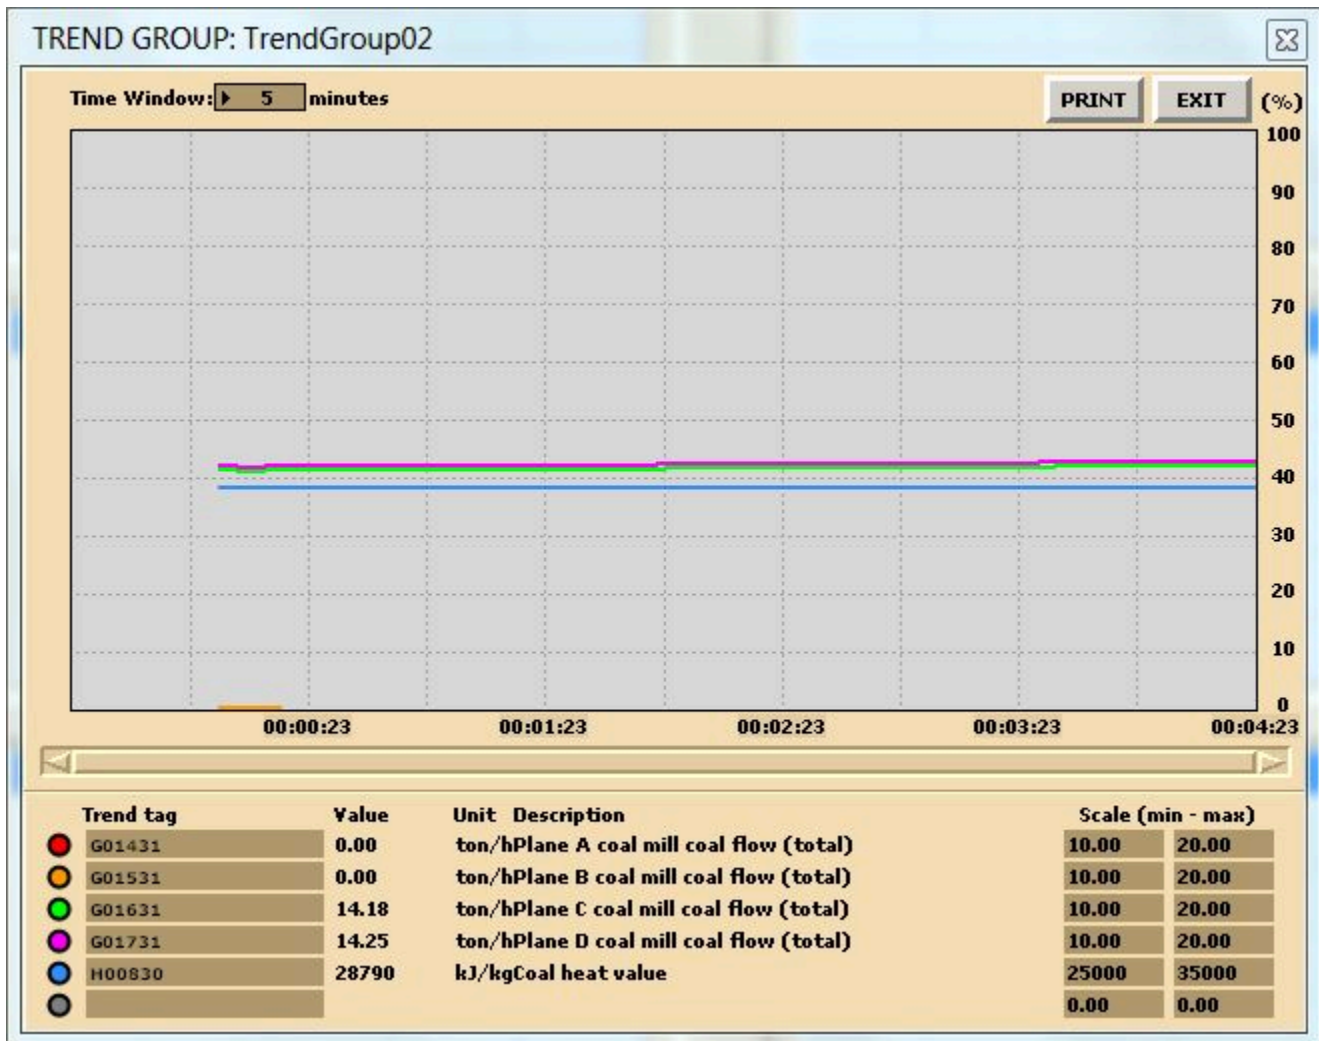 TREND GROUP: TrendGroup02
Time Window: 5 minutes
PRINT EXIT (%)
100
90
80
70
60
50
40
30
20
10
0
00:00:23 00:01:23 00:02:23 00:03:23 00:04:23
Trend tag Value Unit Description Scale (min - max)
G01431 0.00 ton/hPlane A coal mill coal flow (total) 10.00 20.00
G01531 0.00 ton/hPlane B coal mill coal flow (total) 10.00 20.00
G01631 14.18 ton/hPlane C coal mill coal flow (total) 10.00 20.00
G01731 14.25 ton/hPlane D coal mill coal flow (total) 10.00 20.00
H00830 28790 kJ/kgCoal heat value 25000 35000
0.00 0.00